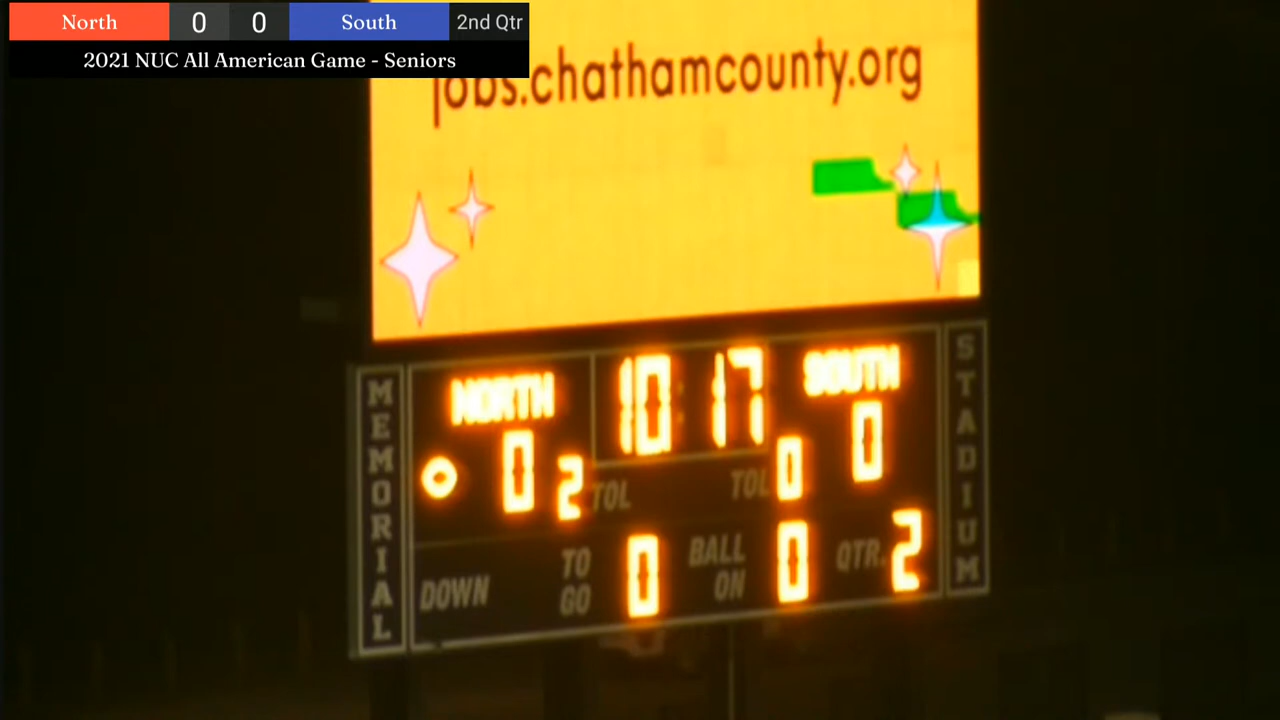 North 0 0 South 2nd Qtr
2021 NUC All American Game - Seniors
jobs.chathamcounty.org
MEMORIAL
NORTH 10:17 SOUTH
0 2 TOL TOL 0 0
DOWN TO GO 0 BALL ON 0 QTR. 2
STADIUM